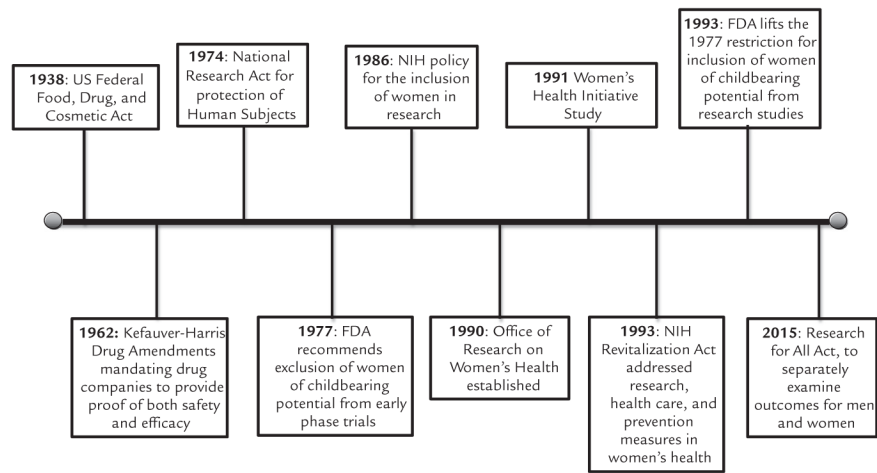 1938: US Federal
Food, Drug, and
Cosmetic Act
1962: Kefauver-Harris
Drug Amendments
mandating drug
companies to provide
proof of both safety
and efficacy
1974: National
Research Act for
protection of
Human Subjects
1977: FDA
recommends
exclusion of women
of childbearing
potential from early
phase trials
1986: NIH policy
for the inclusion
of women in
research
1990: Office of
Research on
Women's Health
established
1991 Women's
Health Initiative
Study
1993: NIH
Revitalization Act
addressed
research,
health care, and
prevention
measures in
women's health
1993: FDA lifts the
1977 restriction for
inclusion of women
of childbearing
potential from
research studies
2015: Research
for All Act, to
separately
examine
outcomes for men
and women